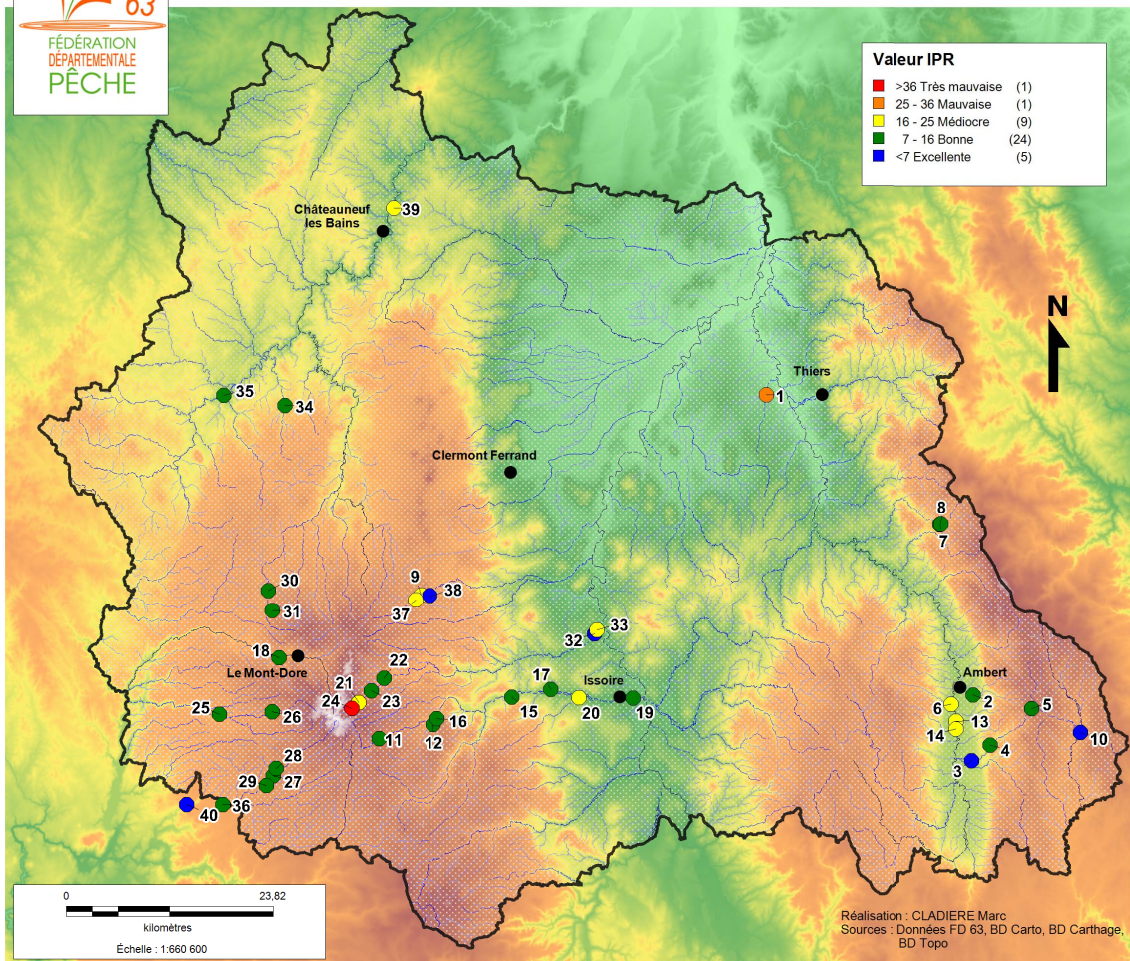 63
FÉDÉRATION
DÉPARTEMENTALE
PÊCHE
Valeur IPR
>36 Très mauvaise (1)
25 - 36 Mauvaise (1)
16 - 25 Médiocre (9)
7 - 16 Bonne (24)
<7 Excellente (5)
Châteauneuf
les Bains
39
N
35
34
Thiers
1
Clermont Ferrand
8
7
30
31
9
38
37
33
32
18
Le Mont-Dore
22
21
23
24
17
Issoire
15
20
19
Ambert
2
6
5
13
14
10
4
3
25
26
16
12
11
28
29
27
40
36
0 23,82
kilomètres
Échelle : 1:660 600
Réalisation : CLADIERE Marc
Sources : Données FD 63, BD Carto, BD Carthage,
BD Topo